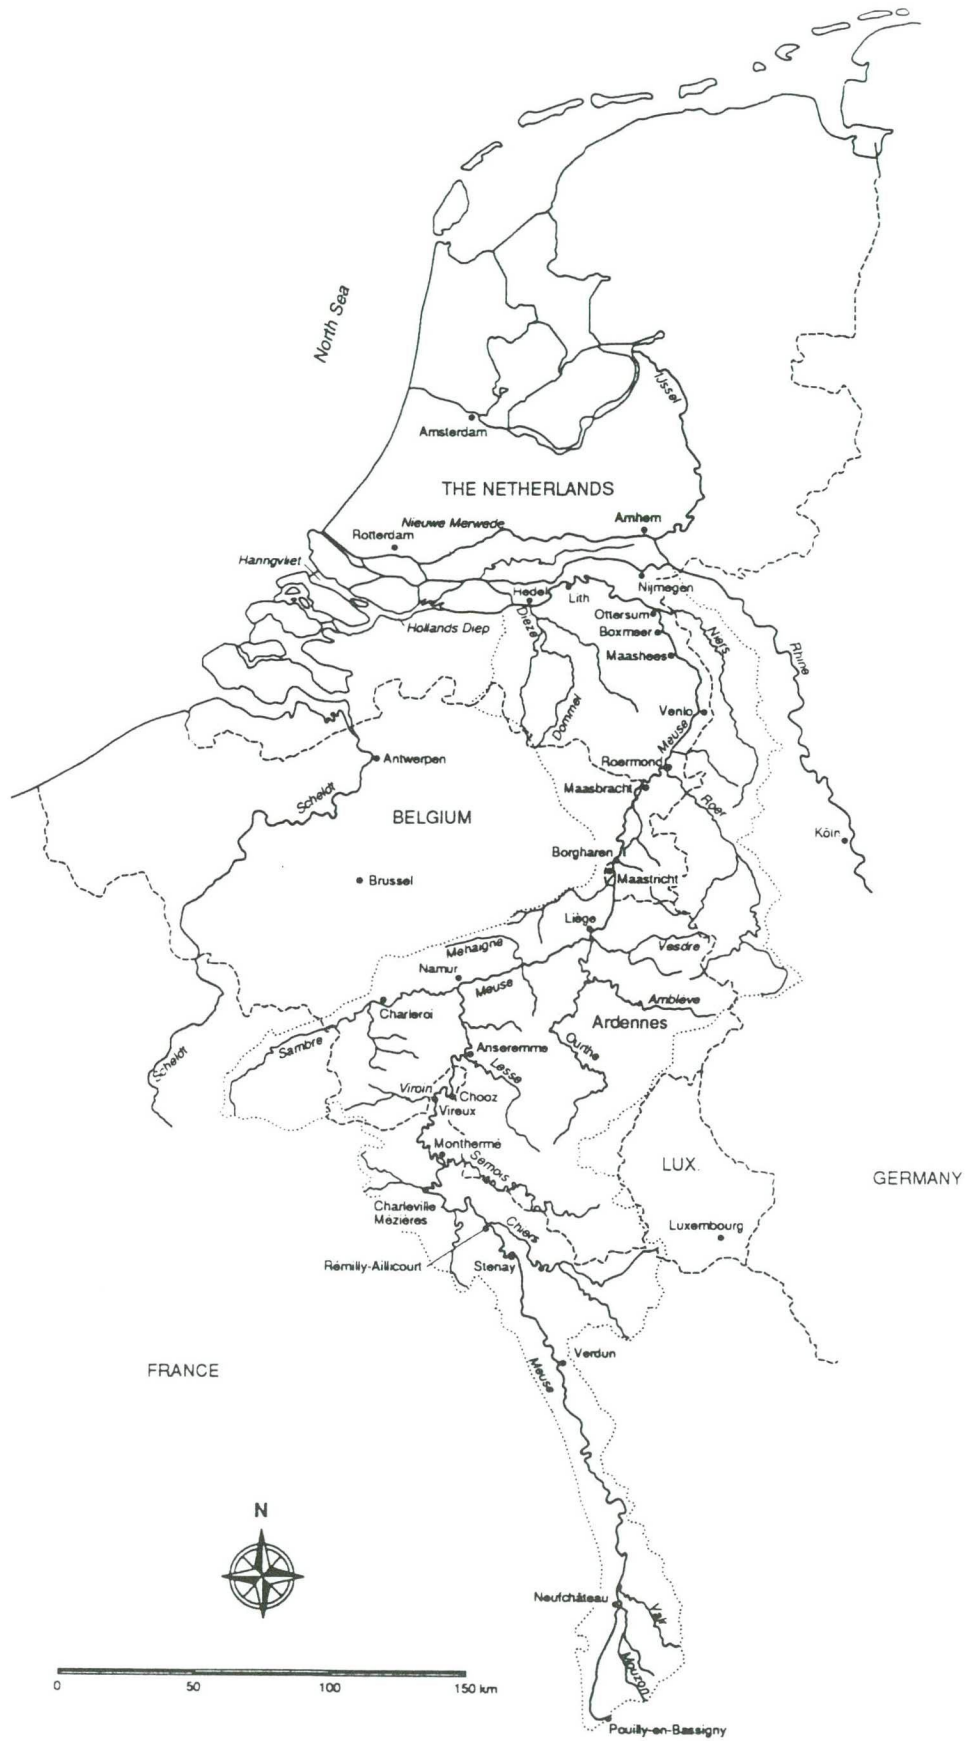 North Sea
IJssel
Amsterdam
THE NETHERLANDS
Nieuwe Merwede
Arnhem
Rotterdam
Hanngvliet
Nijmegen
Hedel
Lith
Ottersum
Dieze
Hollands Diep
Boxmeer
Niers
Maashees
Rhine
Venlo
Dommel
Meuse
Antwerpen
Roermond
Maasbracht
Scheldt
Roer
BELGIUM
Köln
Borgharen
Brussel
Maastricht
Liège
Mehaigne
Vesdre
Namur
Meuse
Amblève
Charleroi
Ardennes
Sambre
Anseremme
Ourthe
Scheldt
Lesse
Viroin
Chooz
Vireux
Monthermé
Semois
LUX.
GERMANY
Charleville
Mézières
Chiers
Luxembourg
Rémilly-Aillicourt
Stenay
Verdun
FRANCE
Meuse
N
Neufchâteau
Vair
Mouzon
0 50 100 150 km
Pouilly-en-Bassigny